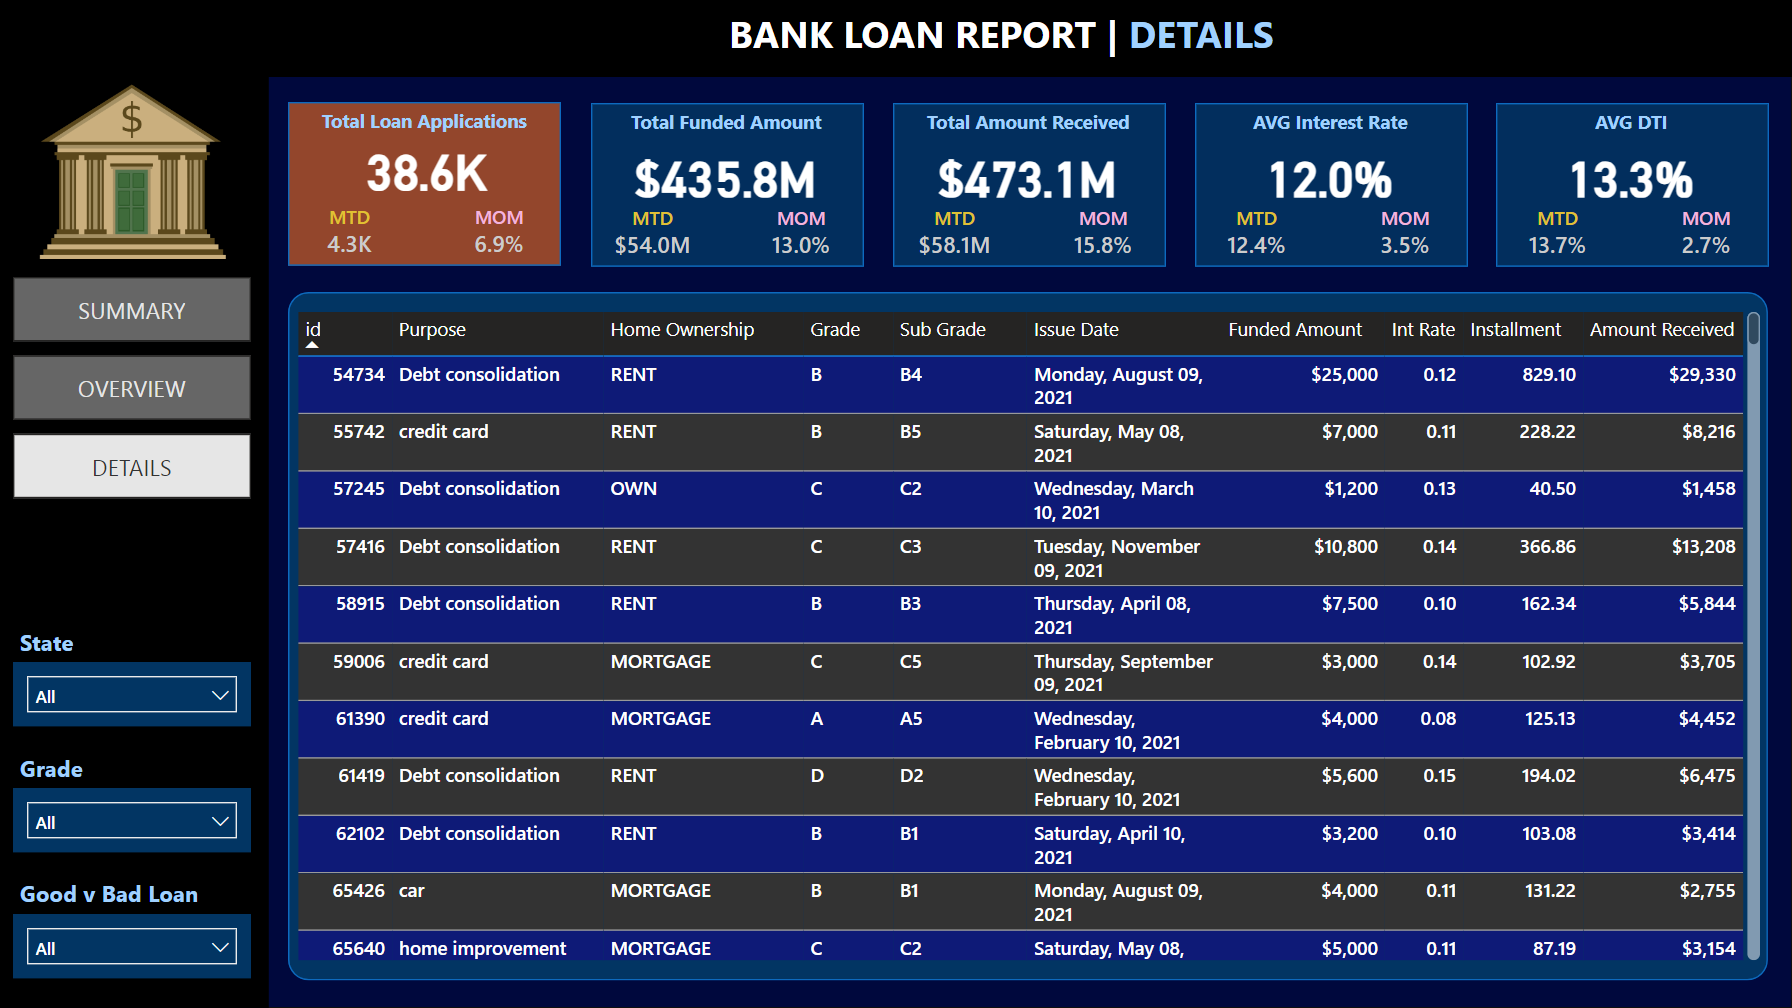 BANK LOAN REPORT | DETAILS
$
SUMMARY
OVERVIEW
DETAILS
State
All
Grade
All
Good v Bad Loan
All
Total Loan Applications
38.6K
MTD MOM
4.3K 6.9%
Total Funded Amount
$435.8M
MTD MOM
$54.0M 13.0%
Total Amount Received
$473.1M
MTD MOM
$58.1M 15.8%
AVG Interest Rate
12.0%
MTD MOM
12.4% 3.5%
AVG DTI
13.3%
MTD MOM
13.7% 2.7%
id Purpose Home Ownership Grade Sub Grade Issue Date Funded Amount Int Rate Installment Amount Received
54734 Debt consolidation RENT B B4 Monday, August 09, $25,000 0.12 829.10 $29,330
2021
55742 credit card RENT B B5 Saturday, May 08, $7,000 0.11 228.22 $8,216
2021
57245 Debt consolidation OWN C C2 Wednesday, March $1,200 0.13 40.50 $1,458
10, 2021
57416 Debt consolidation RENT C C3 Tuesday, November $10,800 0.14 366.86 $13,208
09, 2021
58915 Debt consolidation RENT B B3 Thursday, April 08, $7,500 0.10 162.34 $5,844
2021
59006 credit card MORTGAGE C C5 Thursday, September $3,000 0.14 102.92 $3,705
09, 2021
61390 credit card MORTGAGE A A5 Wednesday, $4,000 0.08 125.13 $4,452
February 10, 2021
61419 Debt consolidation RENT D D2 Wednesday, $5,600 0.15 194.02 $6,475
February 10, 2021
62102 Debt consolidation RENT B B1 Saturday, April 10, $3,200 0.10 103.08 $3,414
2021
65426 car MORTGAGE B B1 Monday, August 09, $4,000 0.11 131.22 $2,755
2021
65640 home improvement MORTGAGE C C2 Saturday, May 08, $5,000 0.11 87.19 $3,154